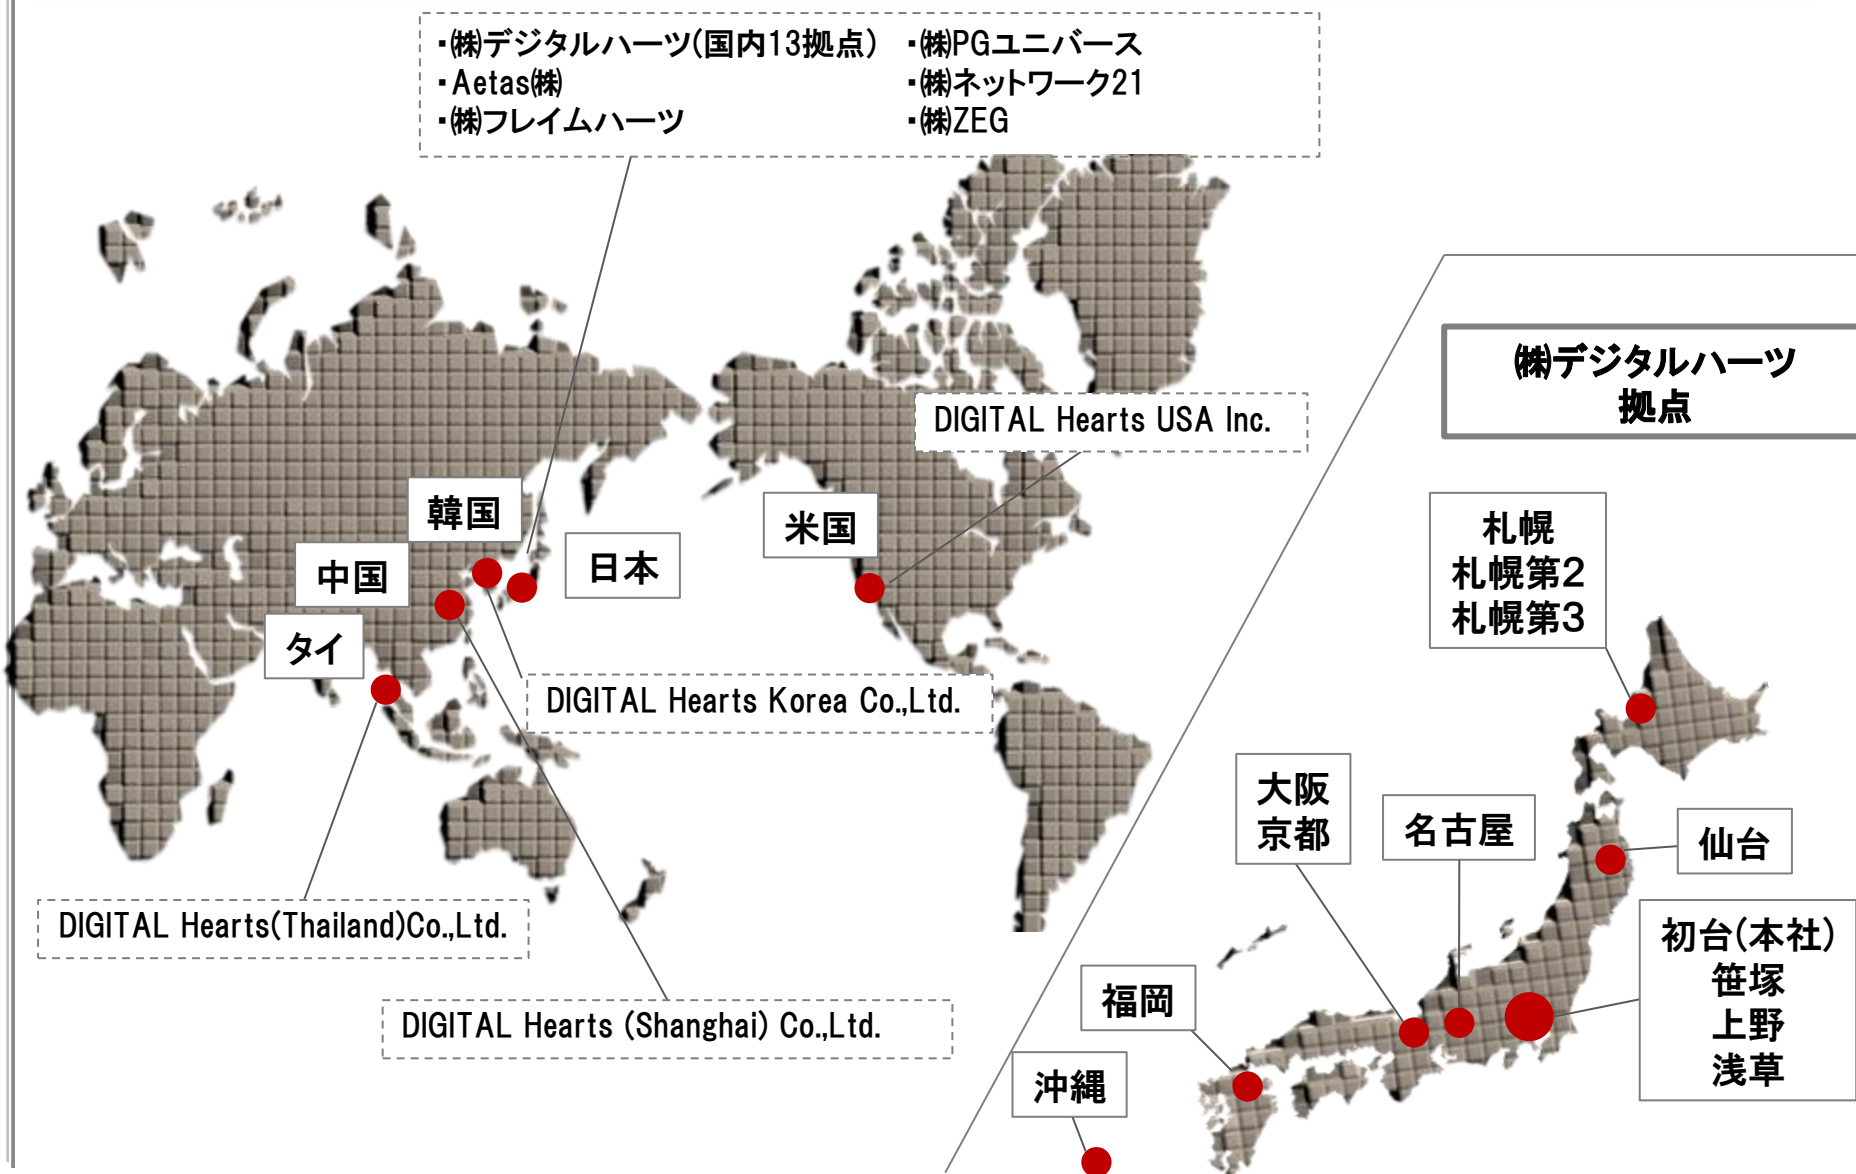 ・㈱デジタルハーツ(国内13拠点)
・Aetas㈱
・㈱フレイムハーツ
・㈱PGユニバース
・㈱ネットワーク21
・㈱ZEG
DIGITAL Hearts USA Inc.
韓国
米国
日本
中国
タイ
DIGITAL Hearts Korea Co.,Ltd.
DIGITAL Hearts(Thailand)Co.,Ltd.
DIGITAL Hearts (Shanghai) Co.,Ltd.
㈱デジタルハーツ
拠点
札幌
札幌第2
札幌第3
大阪
京都
名古屋
仙台
初台(本社)
笹塚
上野
浅草
福岡
沖縄